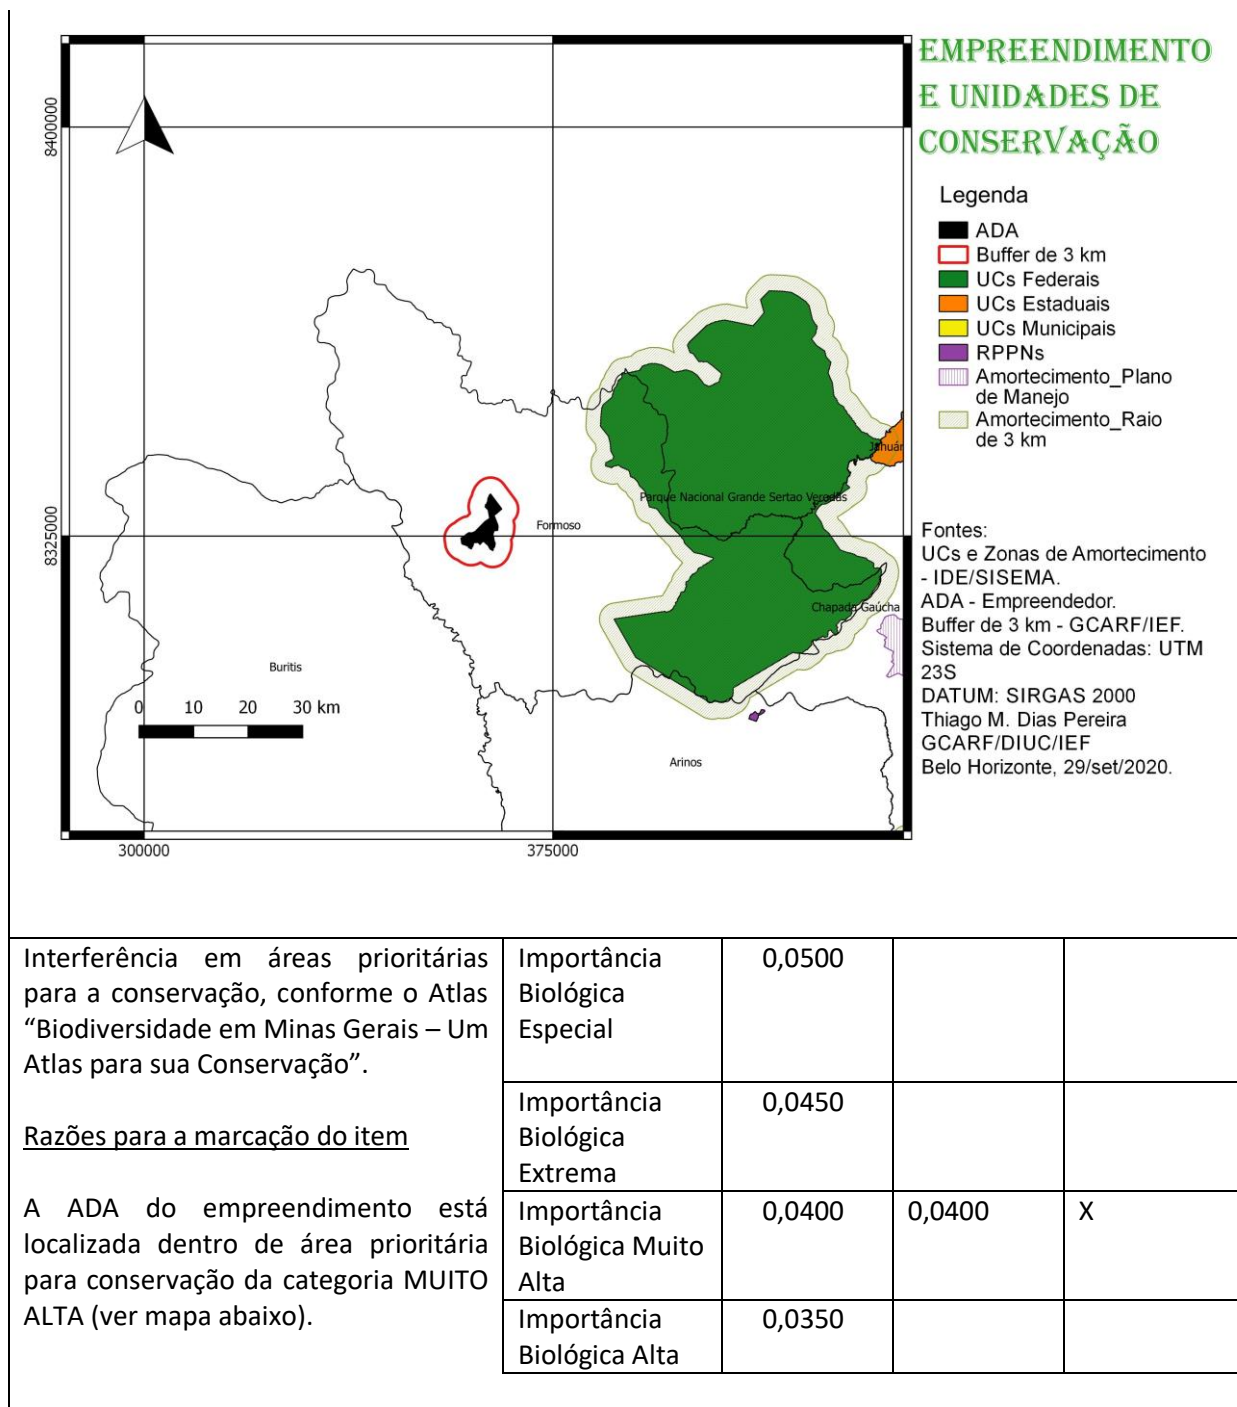 EMPREENDIMENTO
E UNIDADES DE
CONSERVAÇÃO
Legenda
ADA
Buffer de 3 km
UCs Federais
UCs Estaduais
UCs Municipais
RPPNs
Amortecimento_Plano
de Manejo
Amortecimento_Raio
de 3 km
Fontes:
UCs e Zonas de Amortecimento
- IDE/SISEMA.
ADA - Empreendedor.
Buffer de 3 km - GCARF/IEF.
Sistema de Coordenadas: UTM
23S
DATUM: SIRGAS 2000
Thiago M. Dias Pereira
GCARF/DIUC/IEF
Belo Horizonte, 29/set/2020.
8400000
8325000
300000
375000
Január
Parque Nacional Grande Sertao Veredas
Formoso
Chapada Gaúcha
Buritis
0 10 20 30 km
Arinos
Interferência em áreas prioritárias
para a conservação, conforme o Atlas
“Biodiversidade em Minas Gerais – Um
Atlas para sua Conservação”.
Razões para a marcação do item
A ADA do empreendimento está
localizada dentro de área prioritária
para conservação da categoria MUITO
ALTA (ver mapa abaixo).
Importância
Biológica
Especial
0,0500
Importância
Biológica
Extrema
0,0450
Importância
Biológica Muito
Alta
0,0400
0,0400
X
Importância
Biológica Alta
0,0350